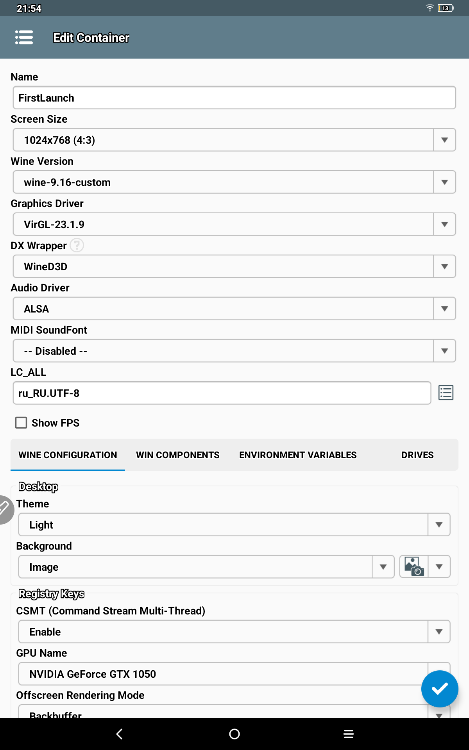 21:54
Edit Container
Name
FirstLaunch
Screen Size
1024x768 (4:3)
Wine Version
wine-9.16-custom
Graphics Driver
VirGL-23.1.9
DX Wrapper ?
WineD3D
Audio Driver
ALSA
MIDI SoundFont
-- Disabled --
LC_ALL
ru_RU.UTF-8
Show FPS
WINE CONFIGURATION WIN COMPONENTS ENVIRONMENT VARIABLES DRIVES
Desktop
Theme
Light
Background
Image
Registry Keys
CSMT (Command Stream Multi-Thread)
Enable
GPU Name
NVIDIA GeForce GTX 1050
Offscreen Rendering Mode
Backbuffer